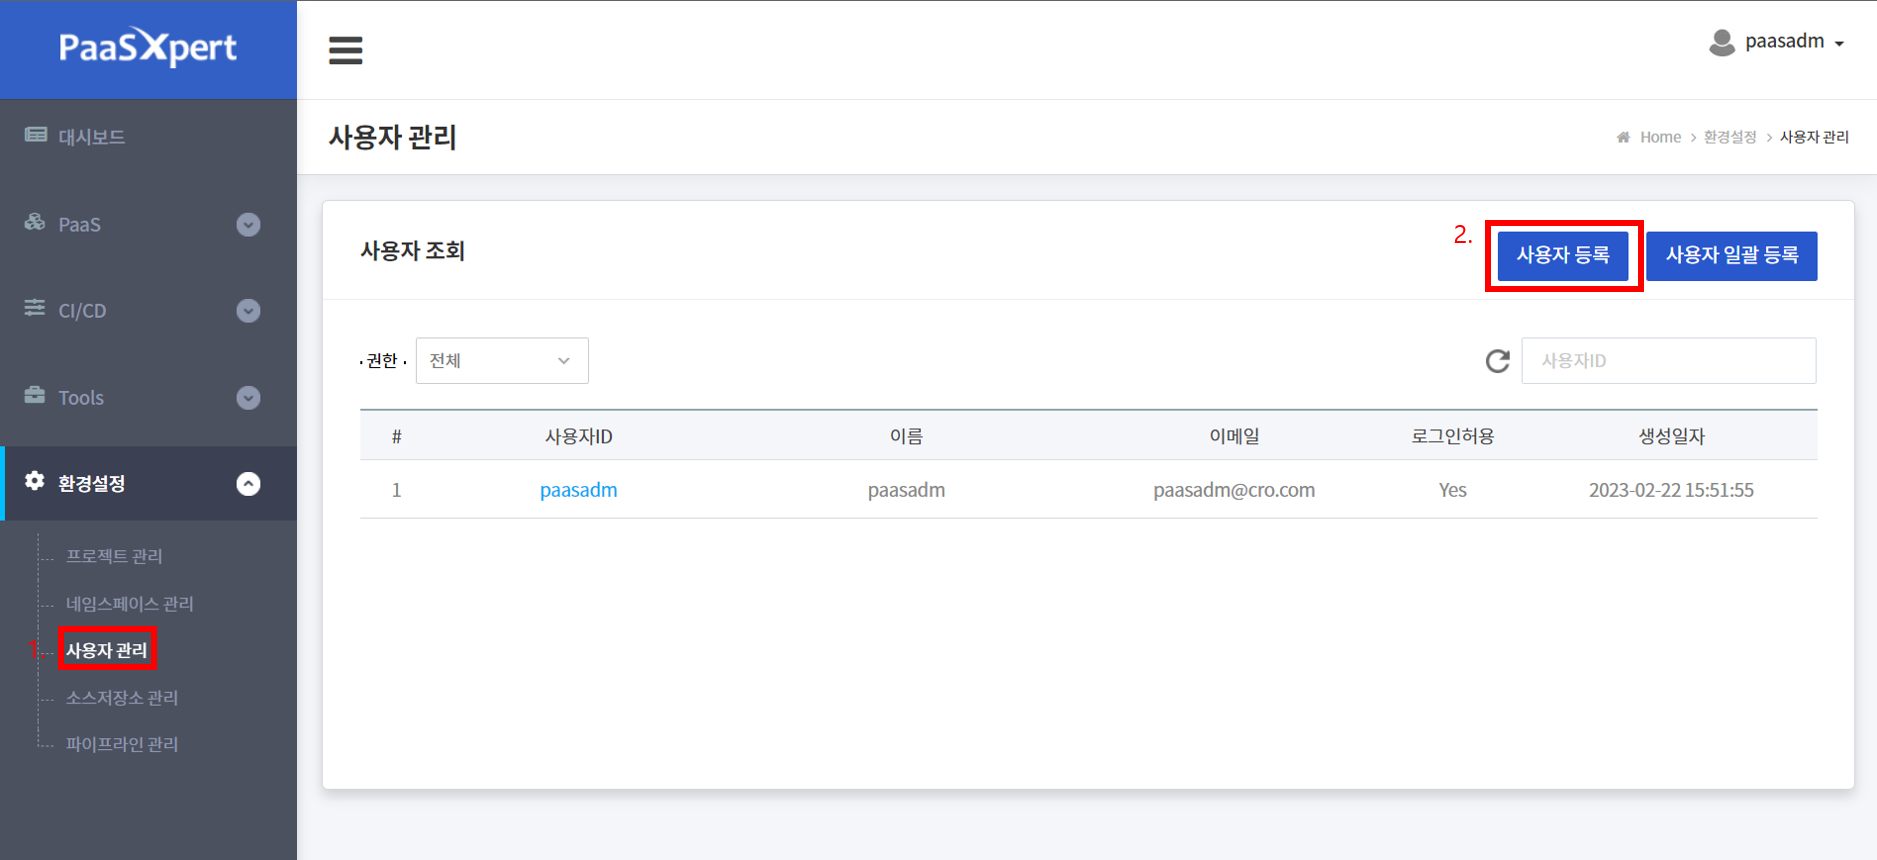 PaaSXpert
paasadm
대시보드
PaaS
CI/CD
Tools
환경설정
프로젝트 관리
네임스페이스 관리
1.
사용자 관리
소스저장소 관리
파이프라인 관리
사용자 관리
Home > 환경설정 > 사용자 관리
사용자 조회
2.
사용자 등록
사용자 일괄 등록
· 권한 ·
전체
사용자ID
# 사용자ID 이름 이메일 로그인허용 생성일자
1 paasadm paasadm paasadm@cro.com Yes 2023-02-22 15:51:55